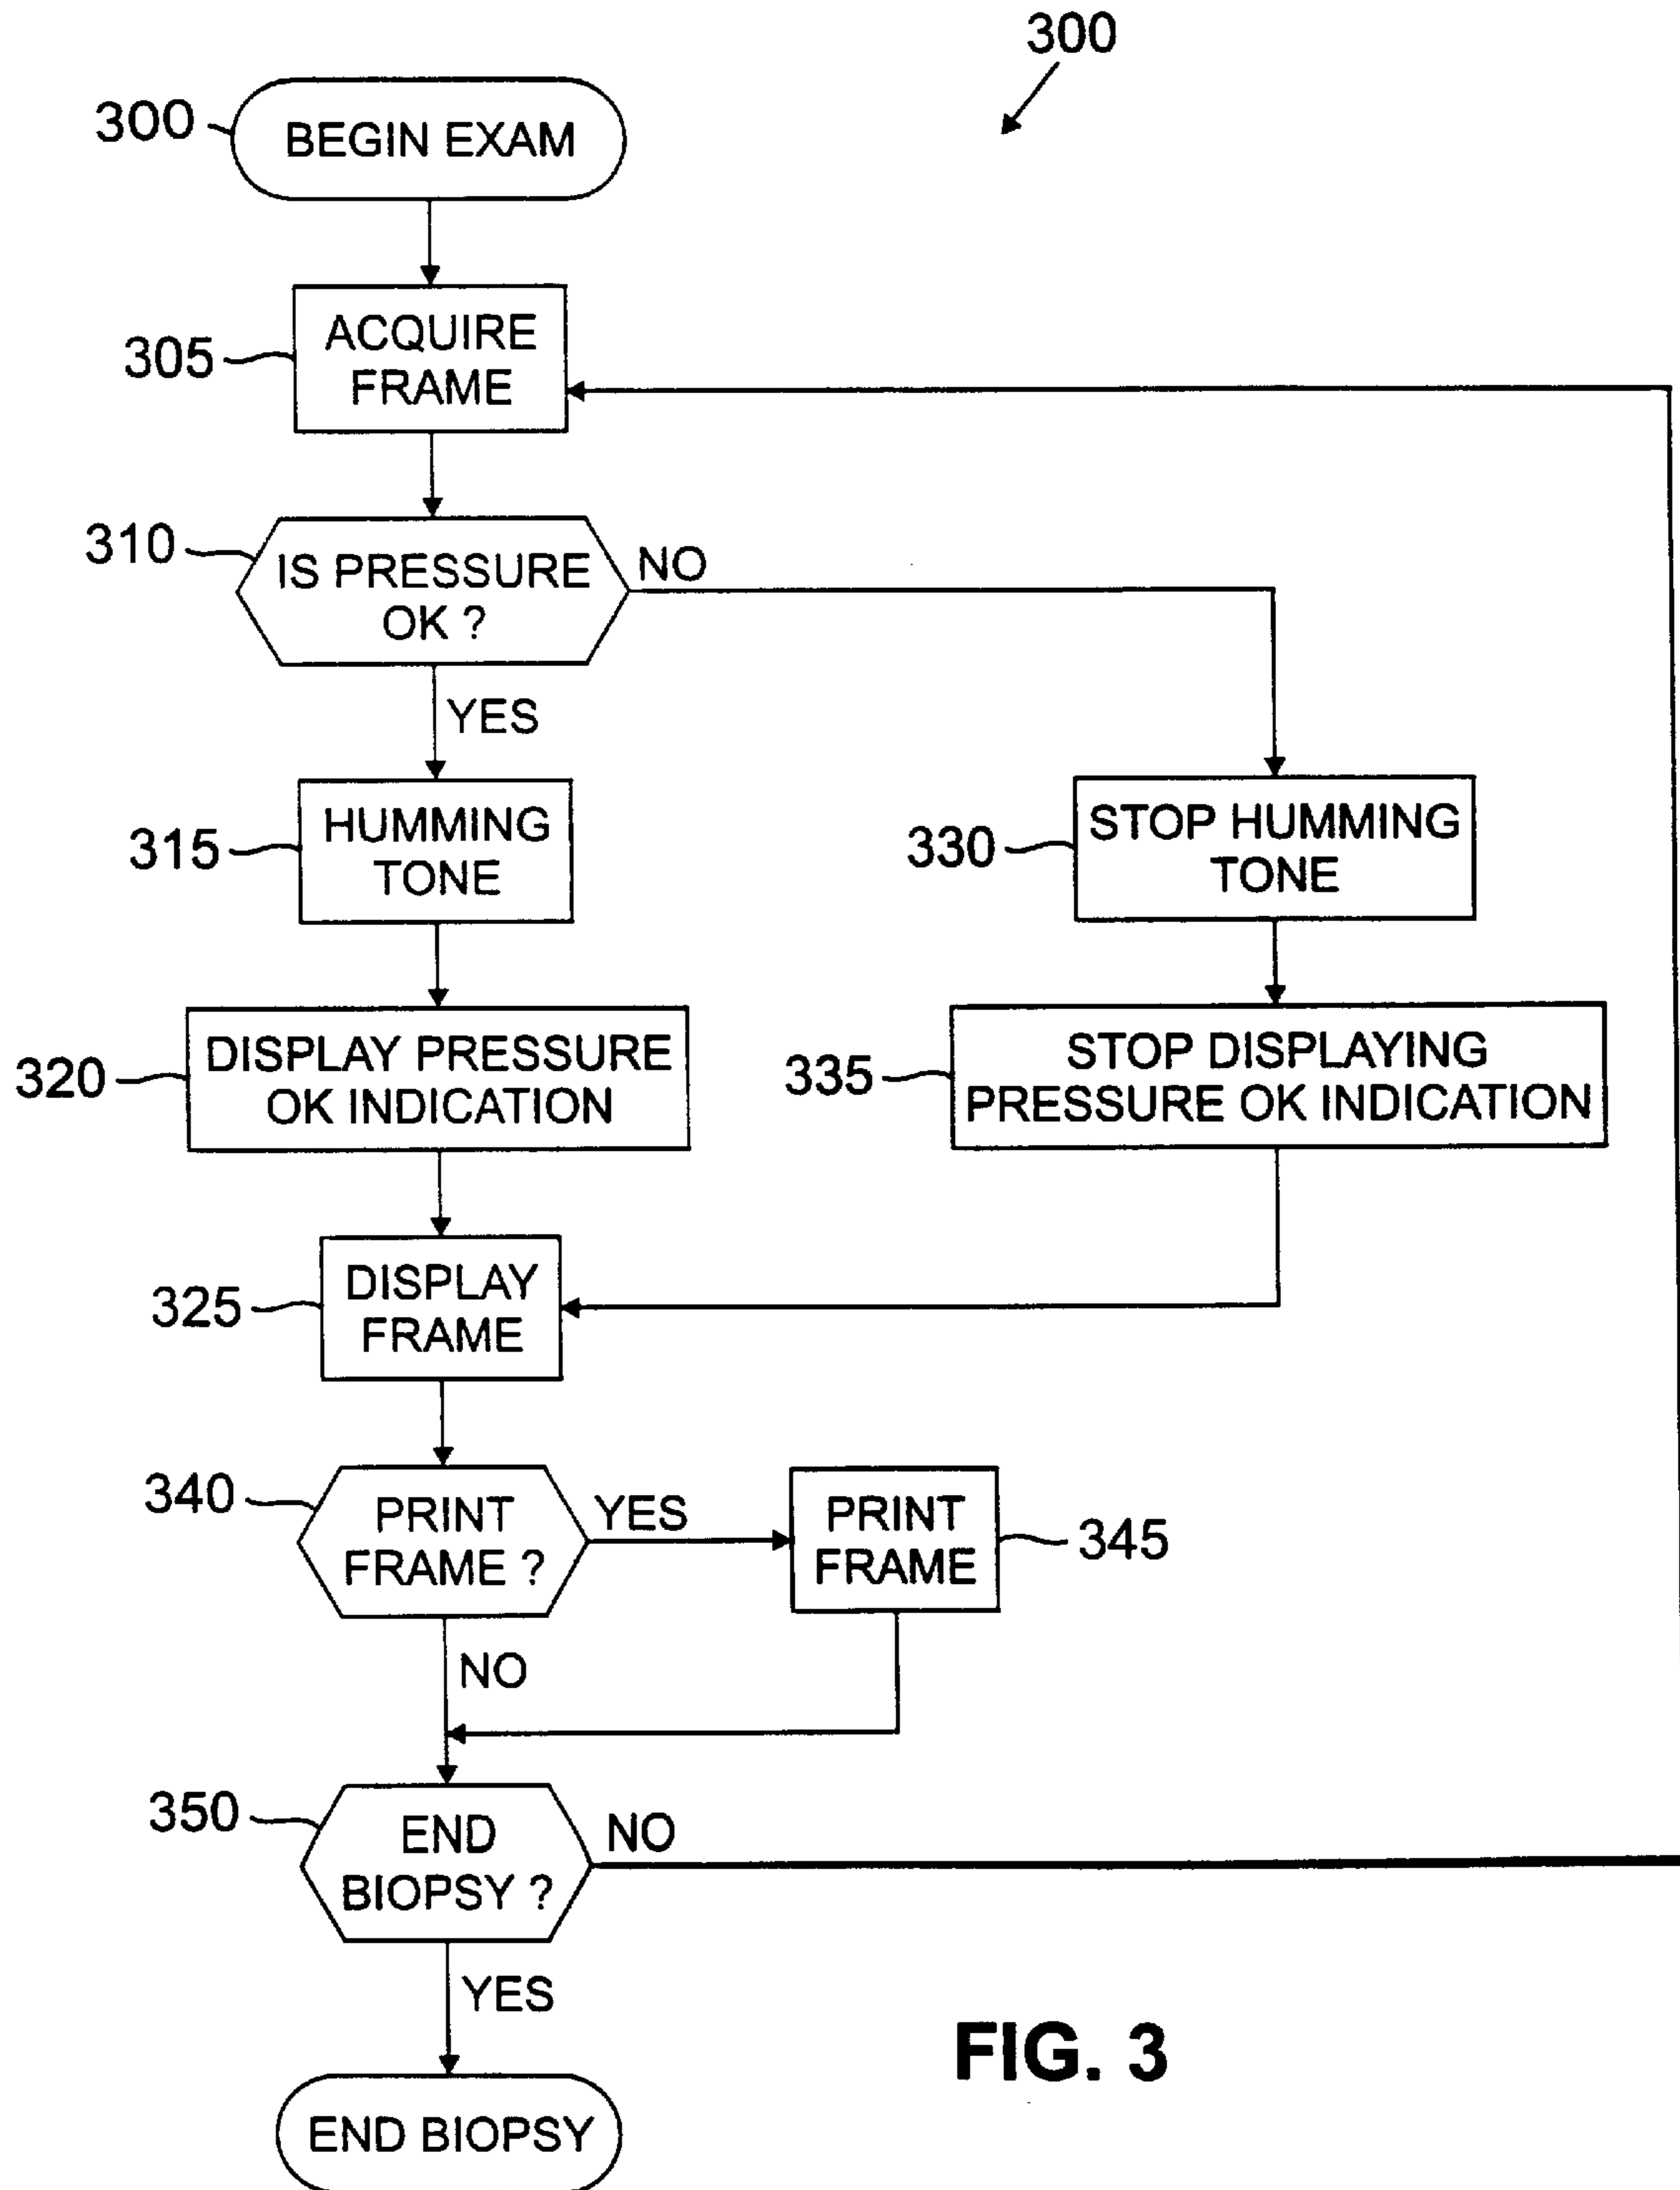 300
300
BEGIN EXAM
305
ACQUIRE
FRAME
310
IS PRESSURE
OK ?
NO
YES
315
HUMMING
TONE
330
STOP HUMMING
TONE
320
DISPLAY PRESSURE
OK INDICATION
335
STOP DISPLAYING
PRESSURE OK INDICATION
325
DISPLAY
FRAME
340
PRINT
FRAME ?
YES
PRINT
FRAME
345
NO
350
END
BIOPSY ?
NO
YES
FIG. 3
END BIOPSY